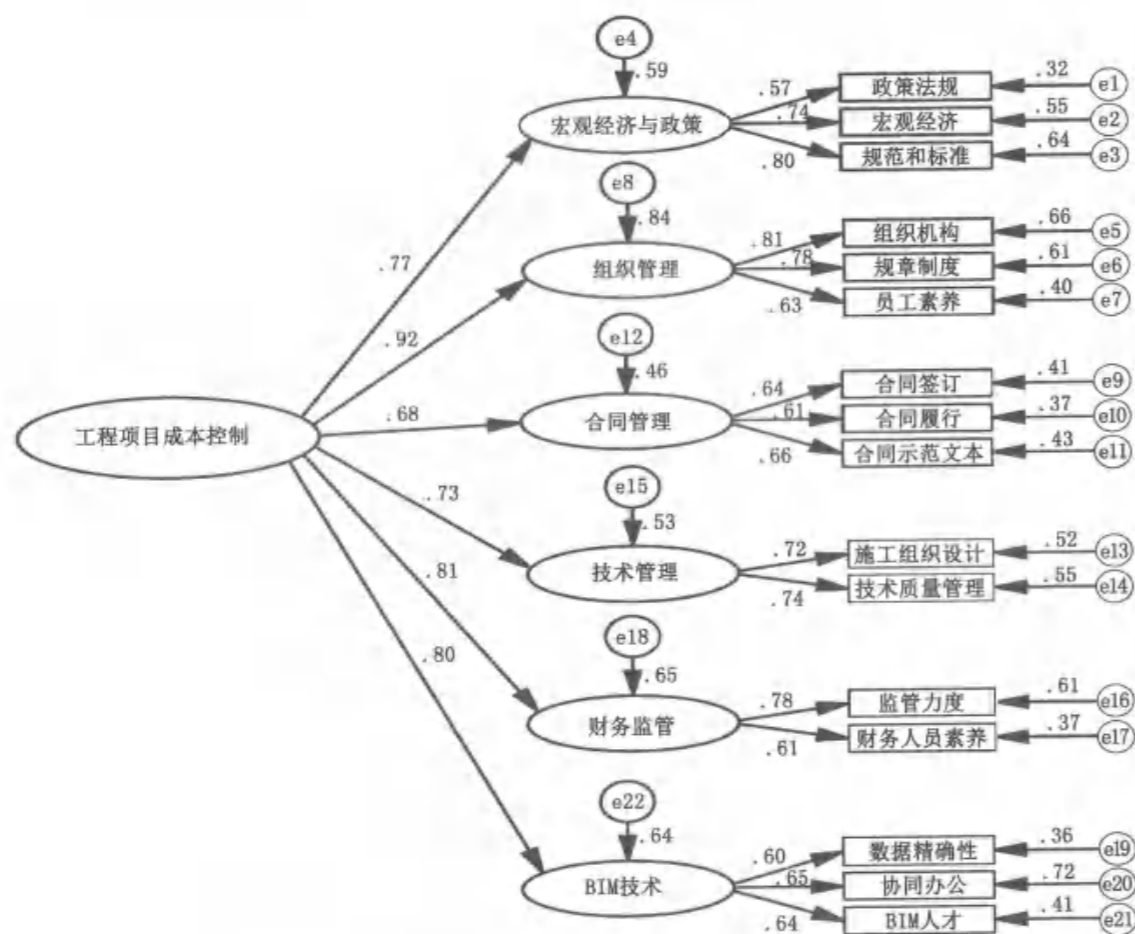 e4
.59
宏观经济与政策
.57
政策法规
.32
e1
.74
宏观经济
.55
e2
.80
规范和标准
.64
e3
.77
e8
.84
组织管理
.81
组织机构
.66
e5
.78
规章制度
.61
e6
.63
员工素养
.40
e7
.92
e12
.46
合同管理
.64
合同签订
.41
e9
.61
合同履行
.37
e10
.66
合同示范文本
.43
e11
工程项目成本控制
.68
.73
e15
.53
技术管理
.72
施工组织设计
.52
e13
.74
技术质量管理
.55
e14
.81
e18
.65
财务监管
.78
监管力度
.61
e16
.61
财务人员素养
.37
e17
.80
e22
.64
BIM技术
.60
数据精确性
.36
e19
.65
协同办公
.72
e20
.64
BIM人才
.41
e21